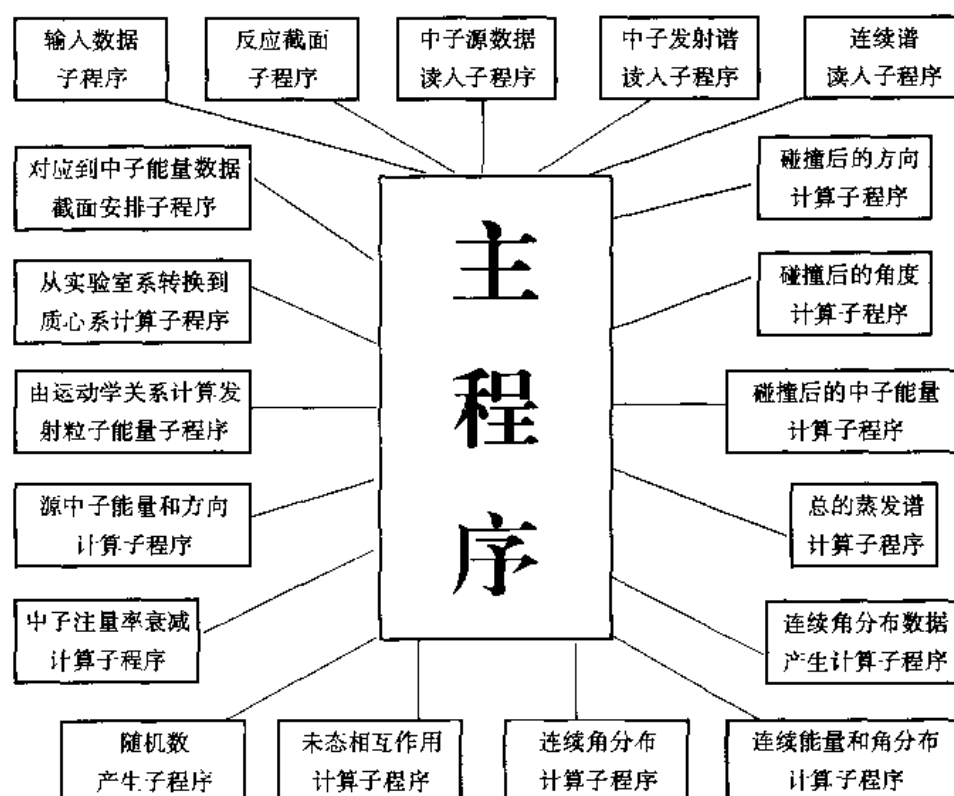 输入数据
子程序
反应截面
子程序
中子源数据
读入子程序
中子发射谱
读入子程序
连续谱
读入子程序
对应到中子能量数据
截面安排子程序
从实验室系转换到
质心系计算子程序
由运动学关系计算发
射粒子能量子程序
源中子能量和方向
计算子程序
中子注量率衰减
计算子程序
主
程
序
碰撞后的方向
计算子程序
碰撞后的角度
计算子程序
碰撞后的中子能量
计算子程序
总的蒸发谱
计算子程序
连续角分布数据
产生计算子程序
随机数
产生子程序
末态相互作用
计算子程序
连续角分布
计算子程序
连续能量和角分布
计算子程序